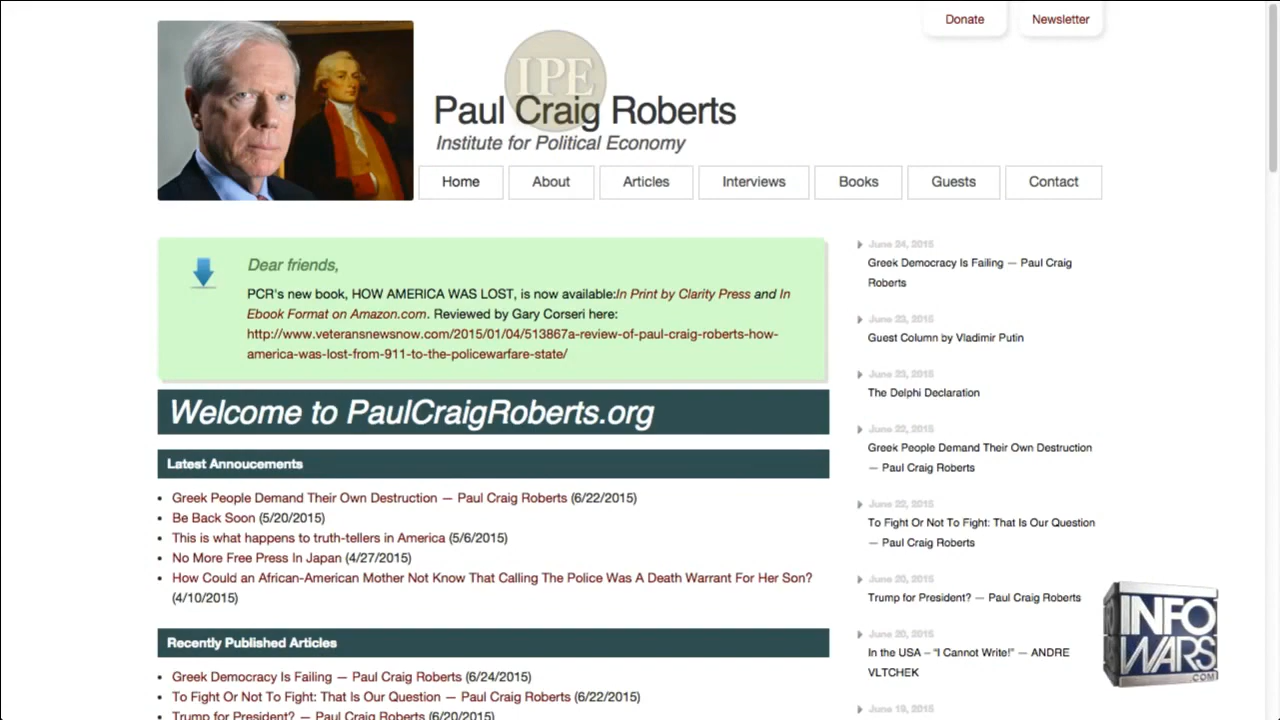 Donate
Newsletter
IPE
Paul Craig Roberts
Institute for Political Economy
Home
About
Articles
Interviews
Books
Guests
Contact
Dear friends,
PCR's new book, HOW AMERICA WAS LOST, is now available:In Print by Clarity Press and In
Ebook Format on Amazon.com. Reviewed by Gary Corseri here:
http://www.veteransnewsnow.com/2015/01/04/513867a-review-of-paul-craig-roberts-how-
america-was-lost-from-911-to-the-policewarfare-state/
Welcome to PaulCraigRoberts.org
Latest Annoucements
Greek People Demand Their Own Destruction — Paul Craig Roberts (6/22/2015)
Be Back Soon (5/20/2015)
This is what happens to truth-tellers in America (5/6/2015)
No More Free Press In Japan (4/27/2015)
How Could an African-American Mother Not Know That Calling The Police Was A Death Warrant For Her Son?
(4/10/2015)
Recently Published Articles
Greek Democracy Is Failing — Paul Craig Roberts (6/24/2015)
To Fight Or Not To Fight: That Is Our Question — Paul Craig Roberts (6/22/2015)
Trump for President? — Paul Craig Roberts (6/20/2015)
June 24, 2015
Greek Democracy Is Failing — Paul Craig
Roberts
June 23, 2015
Guest Column by Vladimir Putin
June 23, 2015
The Delphi Declaration
June 22, 2015
Greek People Demand Their Own Destruction
— Paul Craig Roberts
June 22, 2015
To Fight Or Not To Fight: That Is Our Question
— Paul Craig Roberts
June 20, 2015
Trump for President? — Paul Craig Roberts
June 20, 2015
In the USA – “I Cannot Write!” — ANDRE
VLTCHEK
June 19, 2015
INFO
WARS
.COM